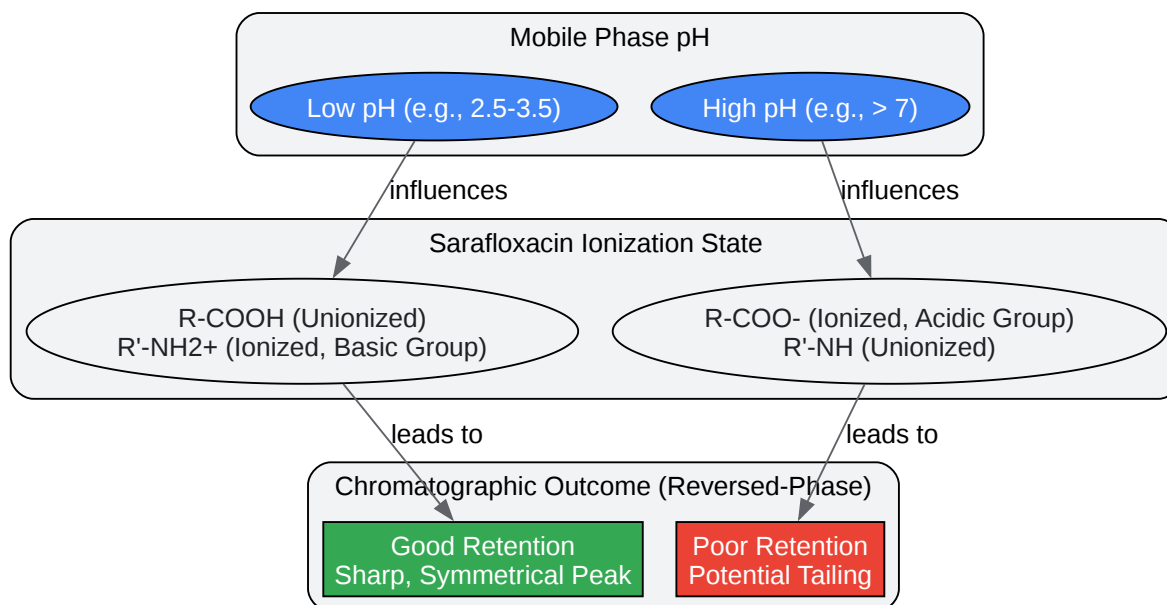 Mobile Phase pH
Low pH (e.g., 2.5-3.5)
High pH (e.g., > 7)
influences
influences
Sarafloxacin Ionization State
R-COOH (Unionized)
R'-NH2+ (Ionized, Basic Group)
R-COO- (Ionized, Acidic Group)
R'-NH (Unionized)
leads to
leads to
Chromatographic Outcome (Reversed-Phase)
Good Retention
Sharp, Symmetrical Peak
Poor Retention
Potential Tailing